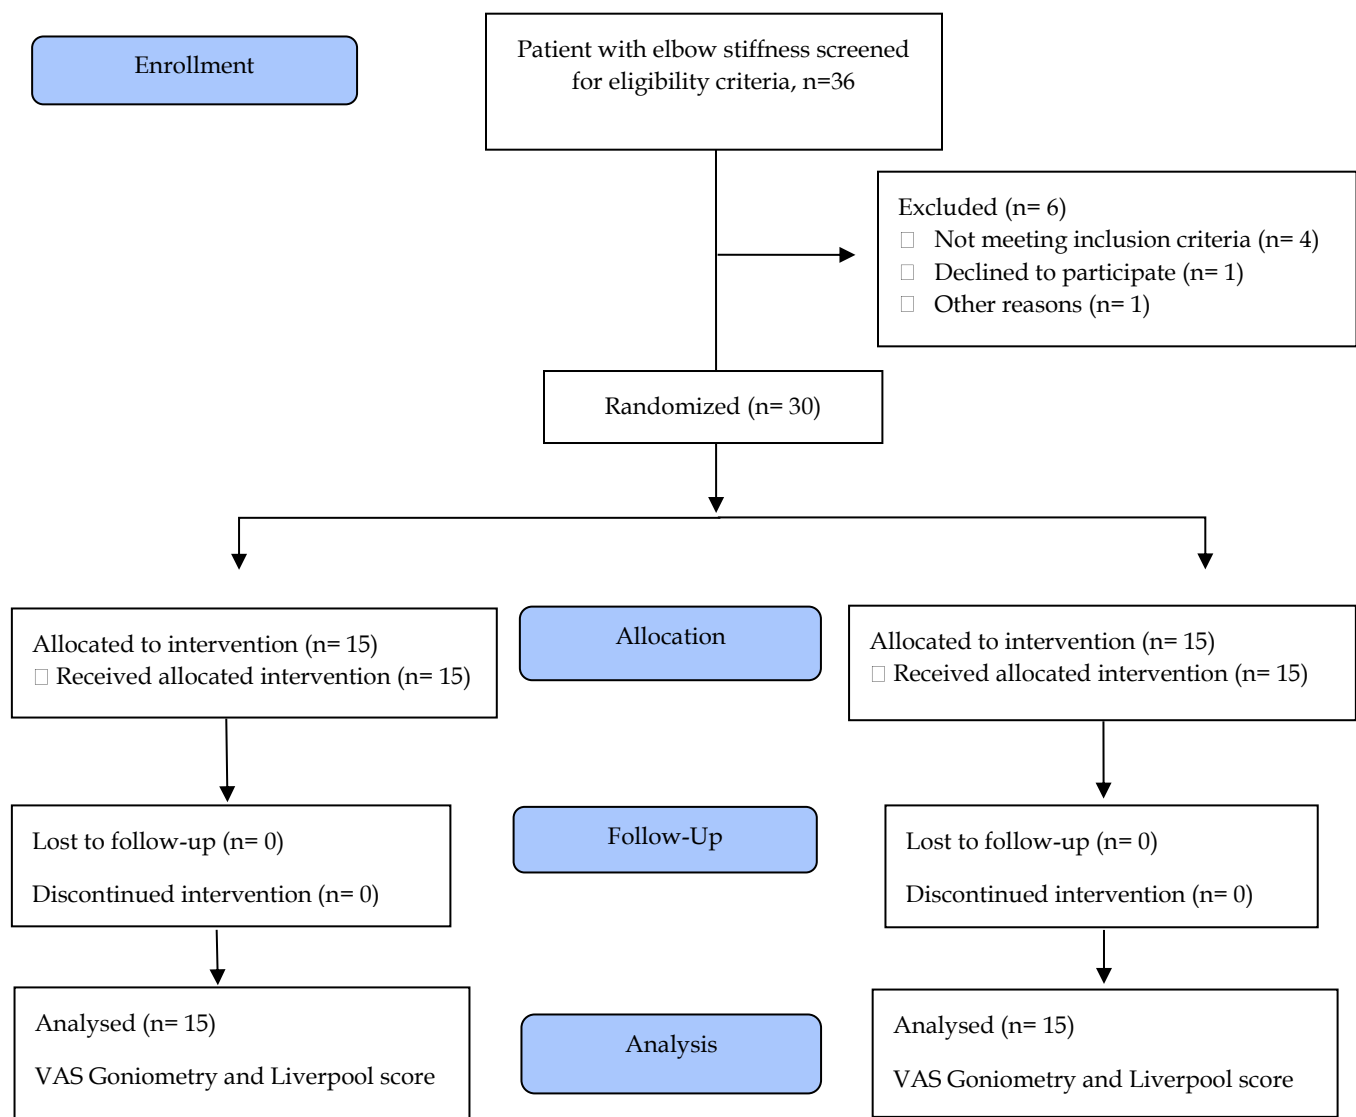 Enrollment
Patient with elbow stiffness screened
for eligibility criteria, n=36
Excluded (n= 6)
Not meeting inclusion criteria (n= 4)
Declined to participate (n= 1)
Other reasons (n= 1)
Randomized (n= 30)
Allocated to intervention (n= 15)
Received allocated intervention (n= 15)
Allocation
Allocated to intervention (n= 15)
Received allocated intervention (n= 15)
Lost to follow-up (n= 0)
Discontinued intervention (n= 0)
Follow-Up
Lost to follow-up (n= 0)
Discontinued intervention (n= 0)
Analysed (n= 15)
VAS Goniometry and Liverpool score
Analysis
Analysed (n= 15)
VAS Goniometry and Liverpool score